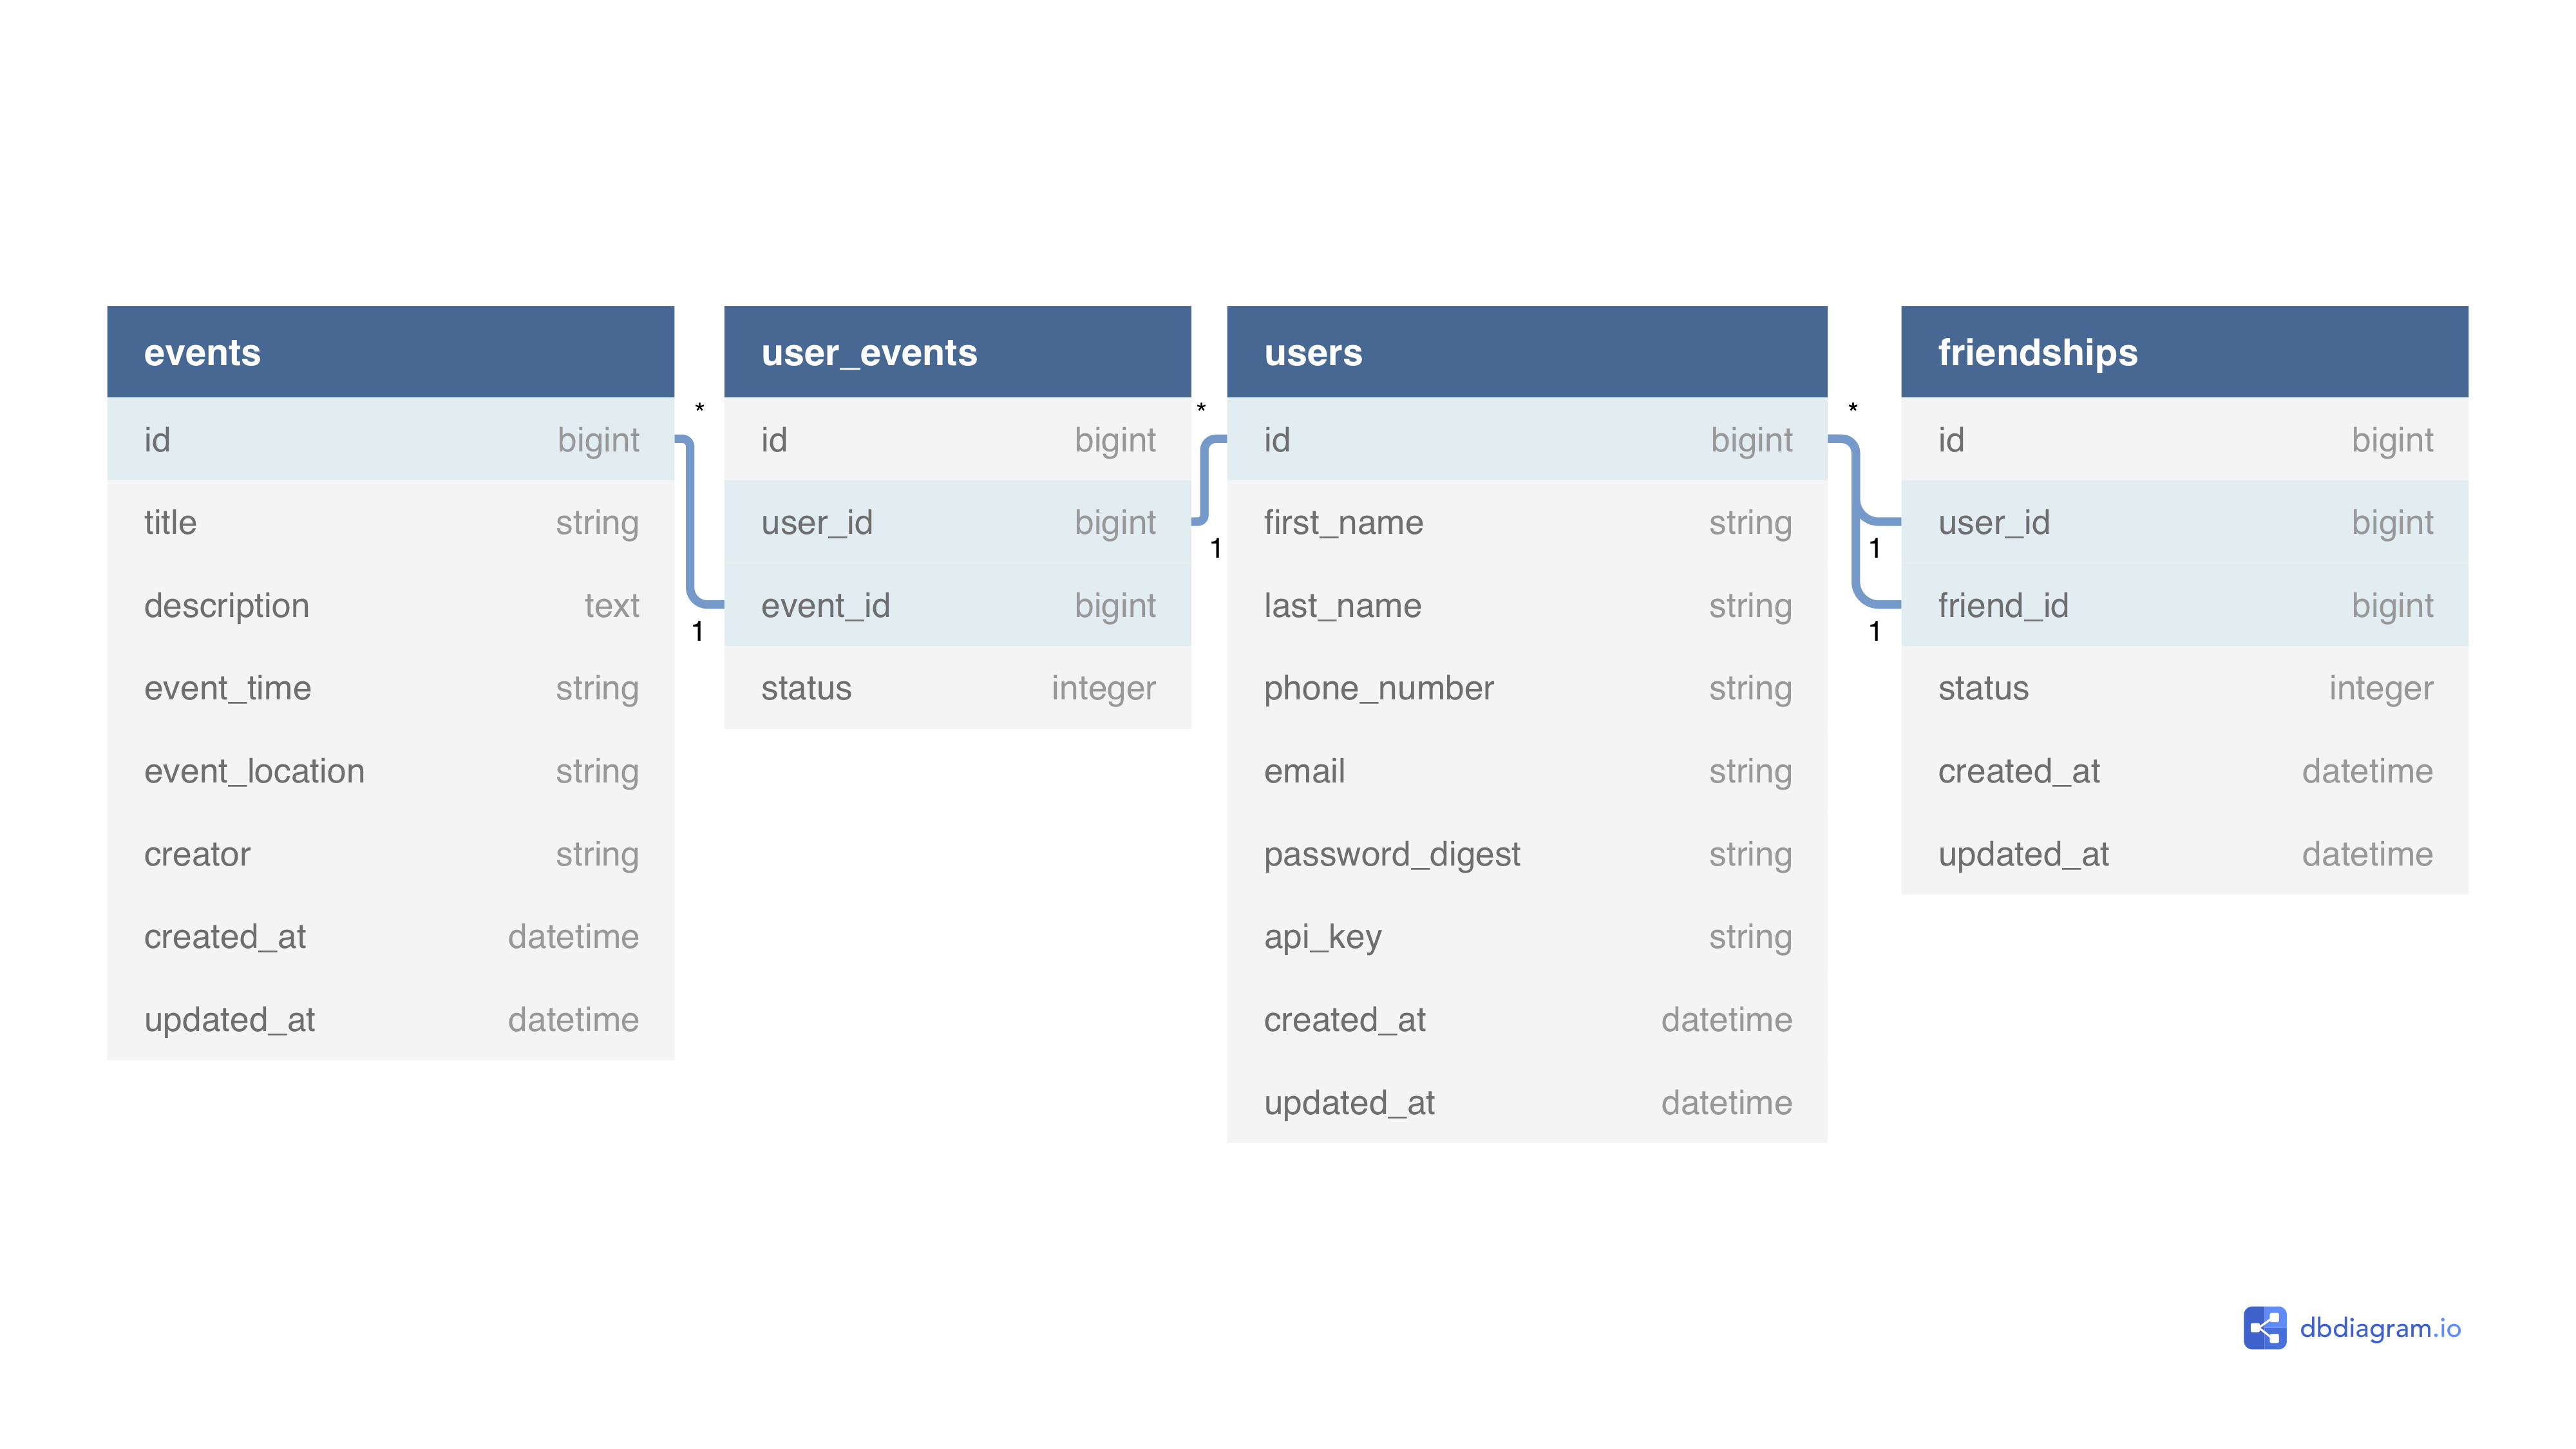 events
id bigint
title string
description text
event_time string
event_location string
creator string
created_at datetime
updated_at datetime
*
1
user_events
id bigint
user_id bigint
event_id bigint
status integer
*
1
users
id bigint
first_name string
last_name string
phone_number string
email string
password_digest string
api_key string
created_at datetime
updated_at datetime
*
1
1
friendships
id bigint
user_id bigint
friend_id bigint
status integer
created_at datetime
updated_at datetime
dbdiagram.io